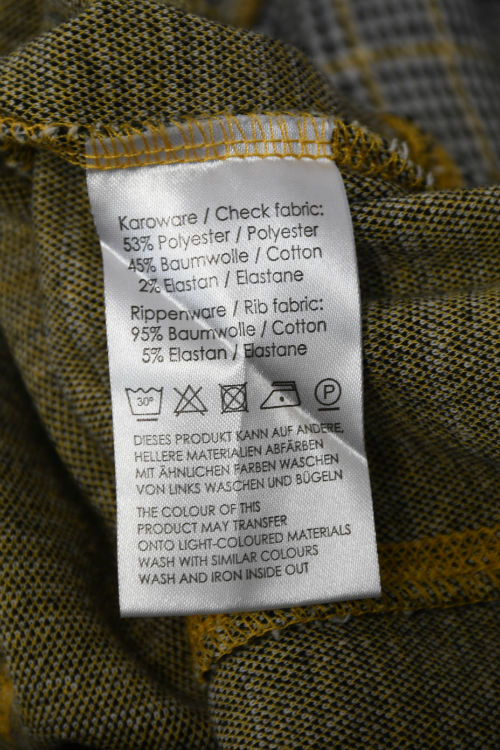 Karoware / Check fabric:
53% Polyester / Polyester
45% Baumwolle / Cotton
2% Elastan / Elastane
Rippenware / Rib fabric:
95% Baumwolle / Cotton
5% Elastan / Elastane
30° P
DIESES PRODUKT KANN AUF ANDERE,
HELLERE MATERIALIEN ABFÄRBEN
MIT ÄHNLICHEN FARBEN WASCHEN
VON LINKS WASCHEN UND BÜGELN
THE COLOUR OF THIS
PRODUCT MAY TRANSFER
ONTO LIGHT-COLOURED MATERIALS
WASH WITH SIMILAR COLOURS
WASH AND IRON INSIDE OUT